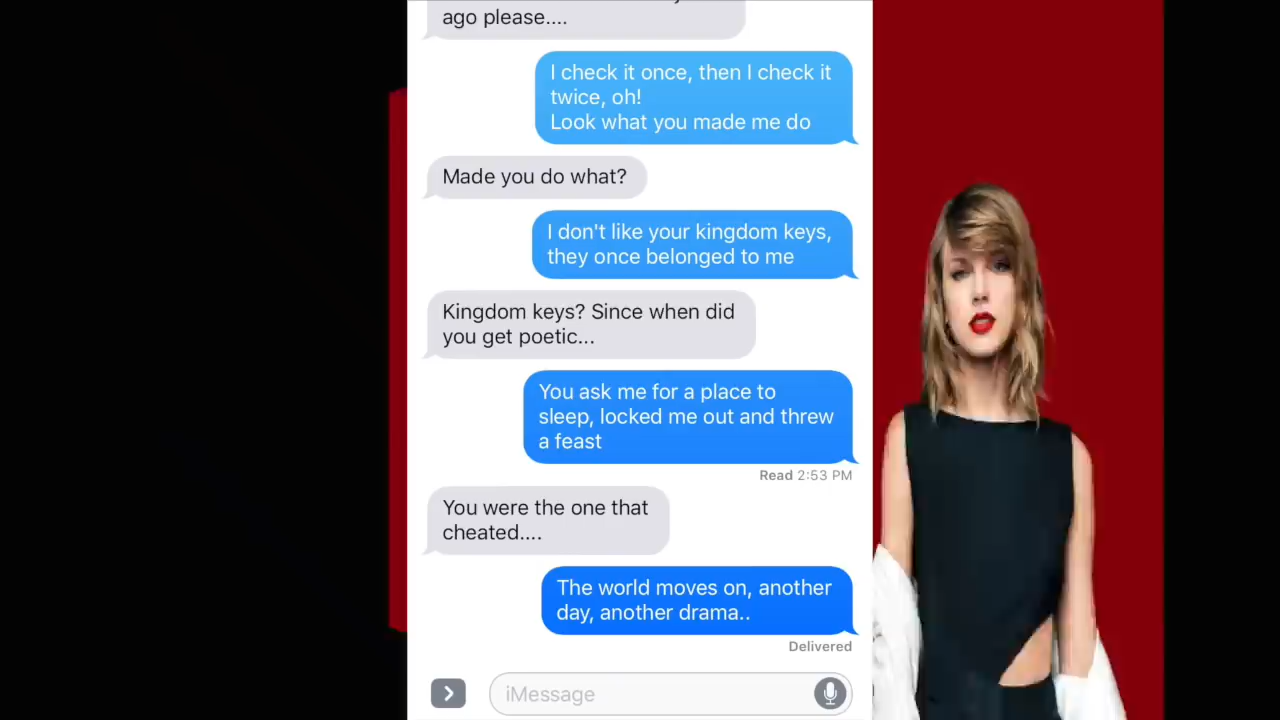 ago please....
I check it once, then I check it
twice, oh!
Look what you made me do
Made you do what?
I don't like your kingdom keys,
they once belonged to me
Kingdom keys? Since when did
you get poetic...
You ask me for a place to
sleep, locked me out and threw
a feast
Read 2:53 PM
You were the one that
cheated....
The world moves on, another
day, another drama..
Delivered
iMessage